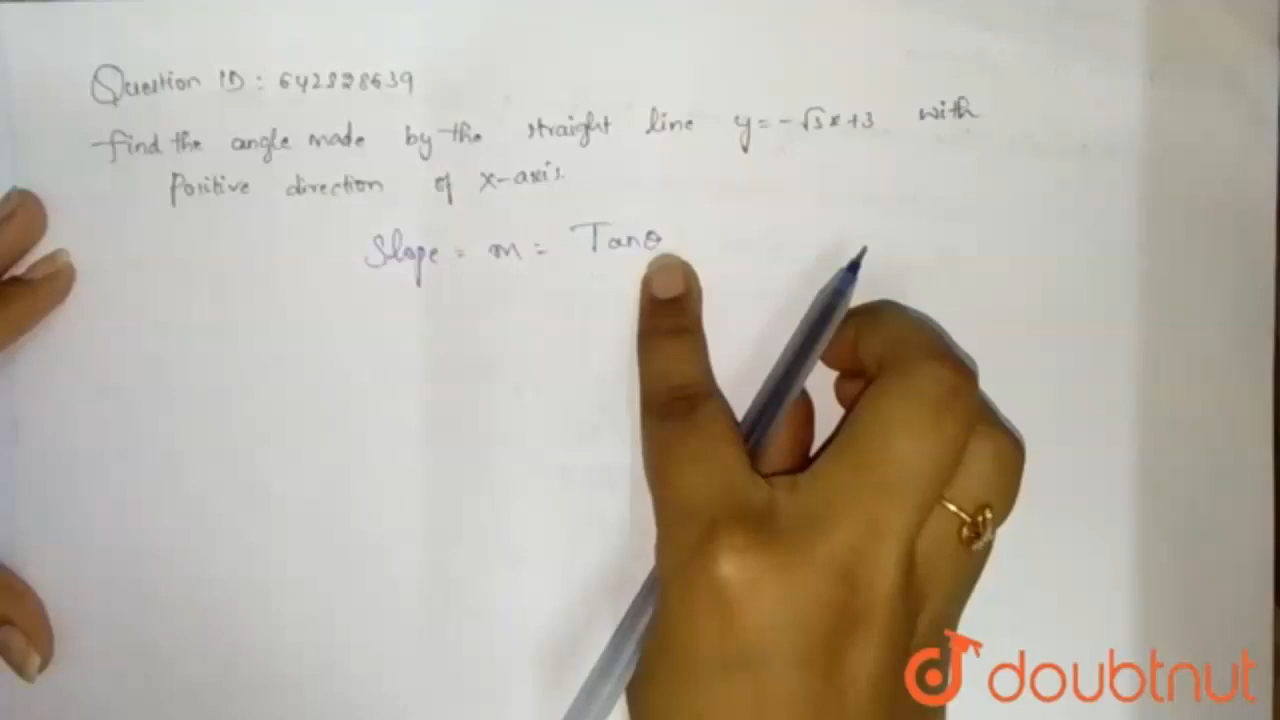 Question ID : 642828639
Find the angle made by the straight line y = -√3x+3 with
Positive direction of x-axis.
Slope = m = Tanθ
doubtnut